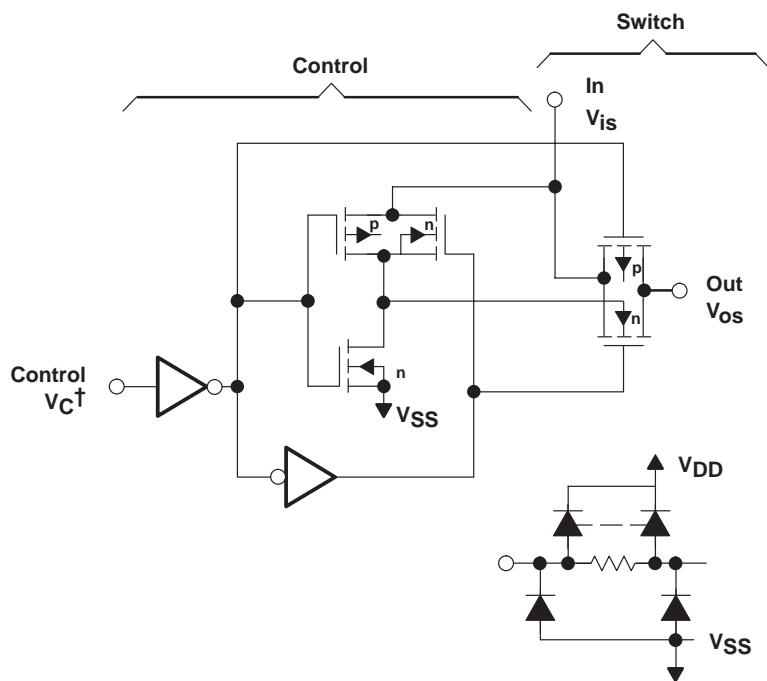 Switch
Control
In
Vis
p
n
p
Out
Vos
n
n
Control
VC†
VSS
VDD
VSS